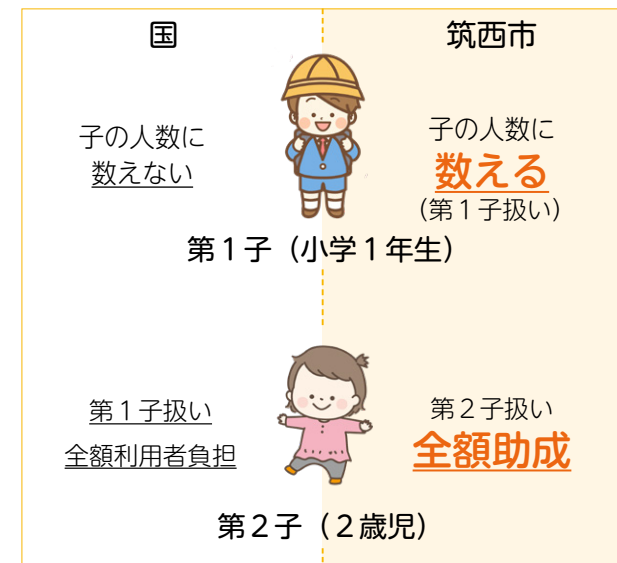 国
筑西市
子の人数に
数えない
子の人数に
数える
(第１子扱い)
第１子（小学１年生）
第１子扱い
全額利用者負担
第２子扱い
全額助成
第２子（２歳児）